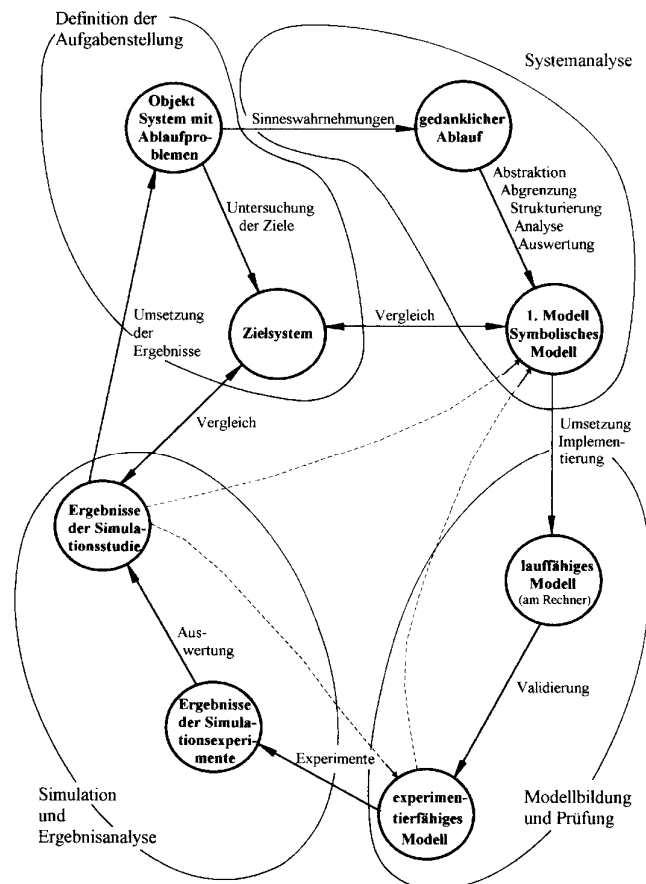 Definition der
Aufgabenstellung
Systemanalyse
Objekt
System mit
Ablaufpro-
blemen
Sinneswahrnehmungen
gedanklicher
Ablauf
Abstraktion
Abgrenzung
Strukturierung
Analyse
Auswertung
Untersuchung
der Ziele
Umsetzung
der
Ergebnisse
Zielsystem
Vergleich
1. Modell
Symbolisches
Modell
Vergleich
Umsetzung
Implemen-
tierung
Ergebnisse
der Simula-
tionsstudie
lauffähiges
Modell
(am Rechner)
Aus-
wertung
Validierung
Ergebnisse
der Simula-
tionsexperi-
mente
Experimente
experimen-
tierfähiges
Modell
Simulation
und
Ergebnisanalyse
Modellbildung
und Prüfung